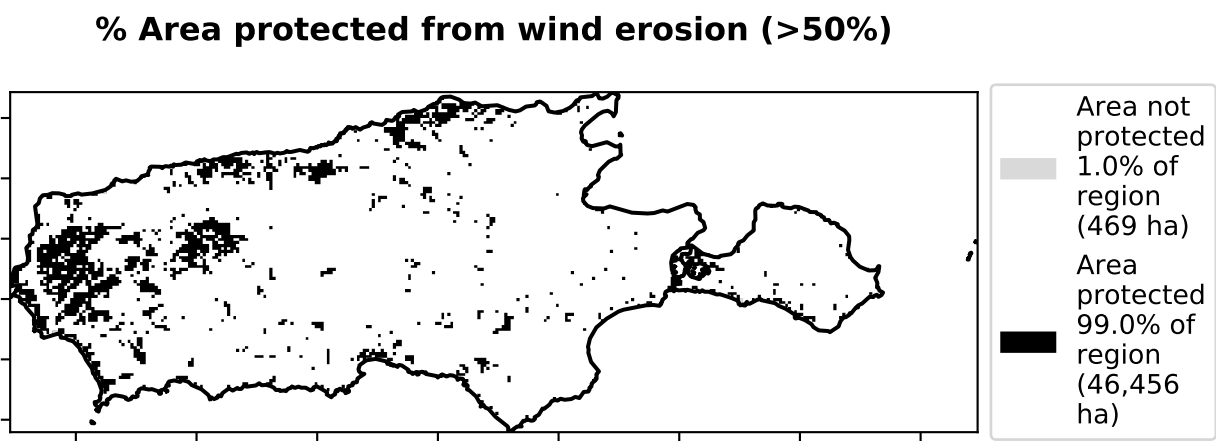 % Area protected from wind erosion (>50%)
Area not
protected
1.0% of
region
(469 ha)
Area
protected
99.0% of
region
(46,456
ha)